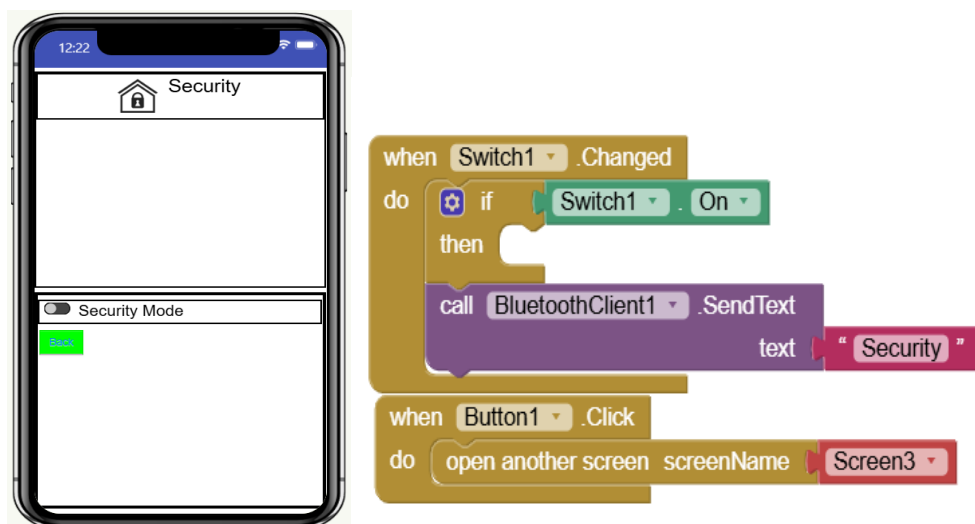 12:22
Security
Security Mode
Back
when Switch1 .Changed
do if Switch1 . On
then
call BluetoothClient1 .SendText
text “ Security ”
when Button1 .Click
do open another screen screenName Screen3